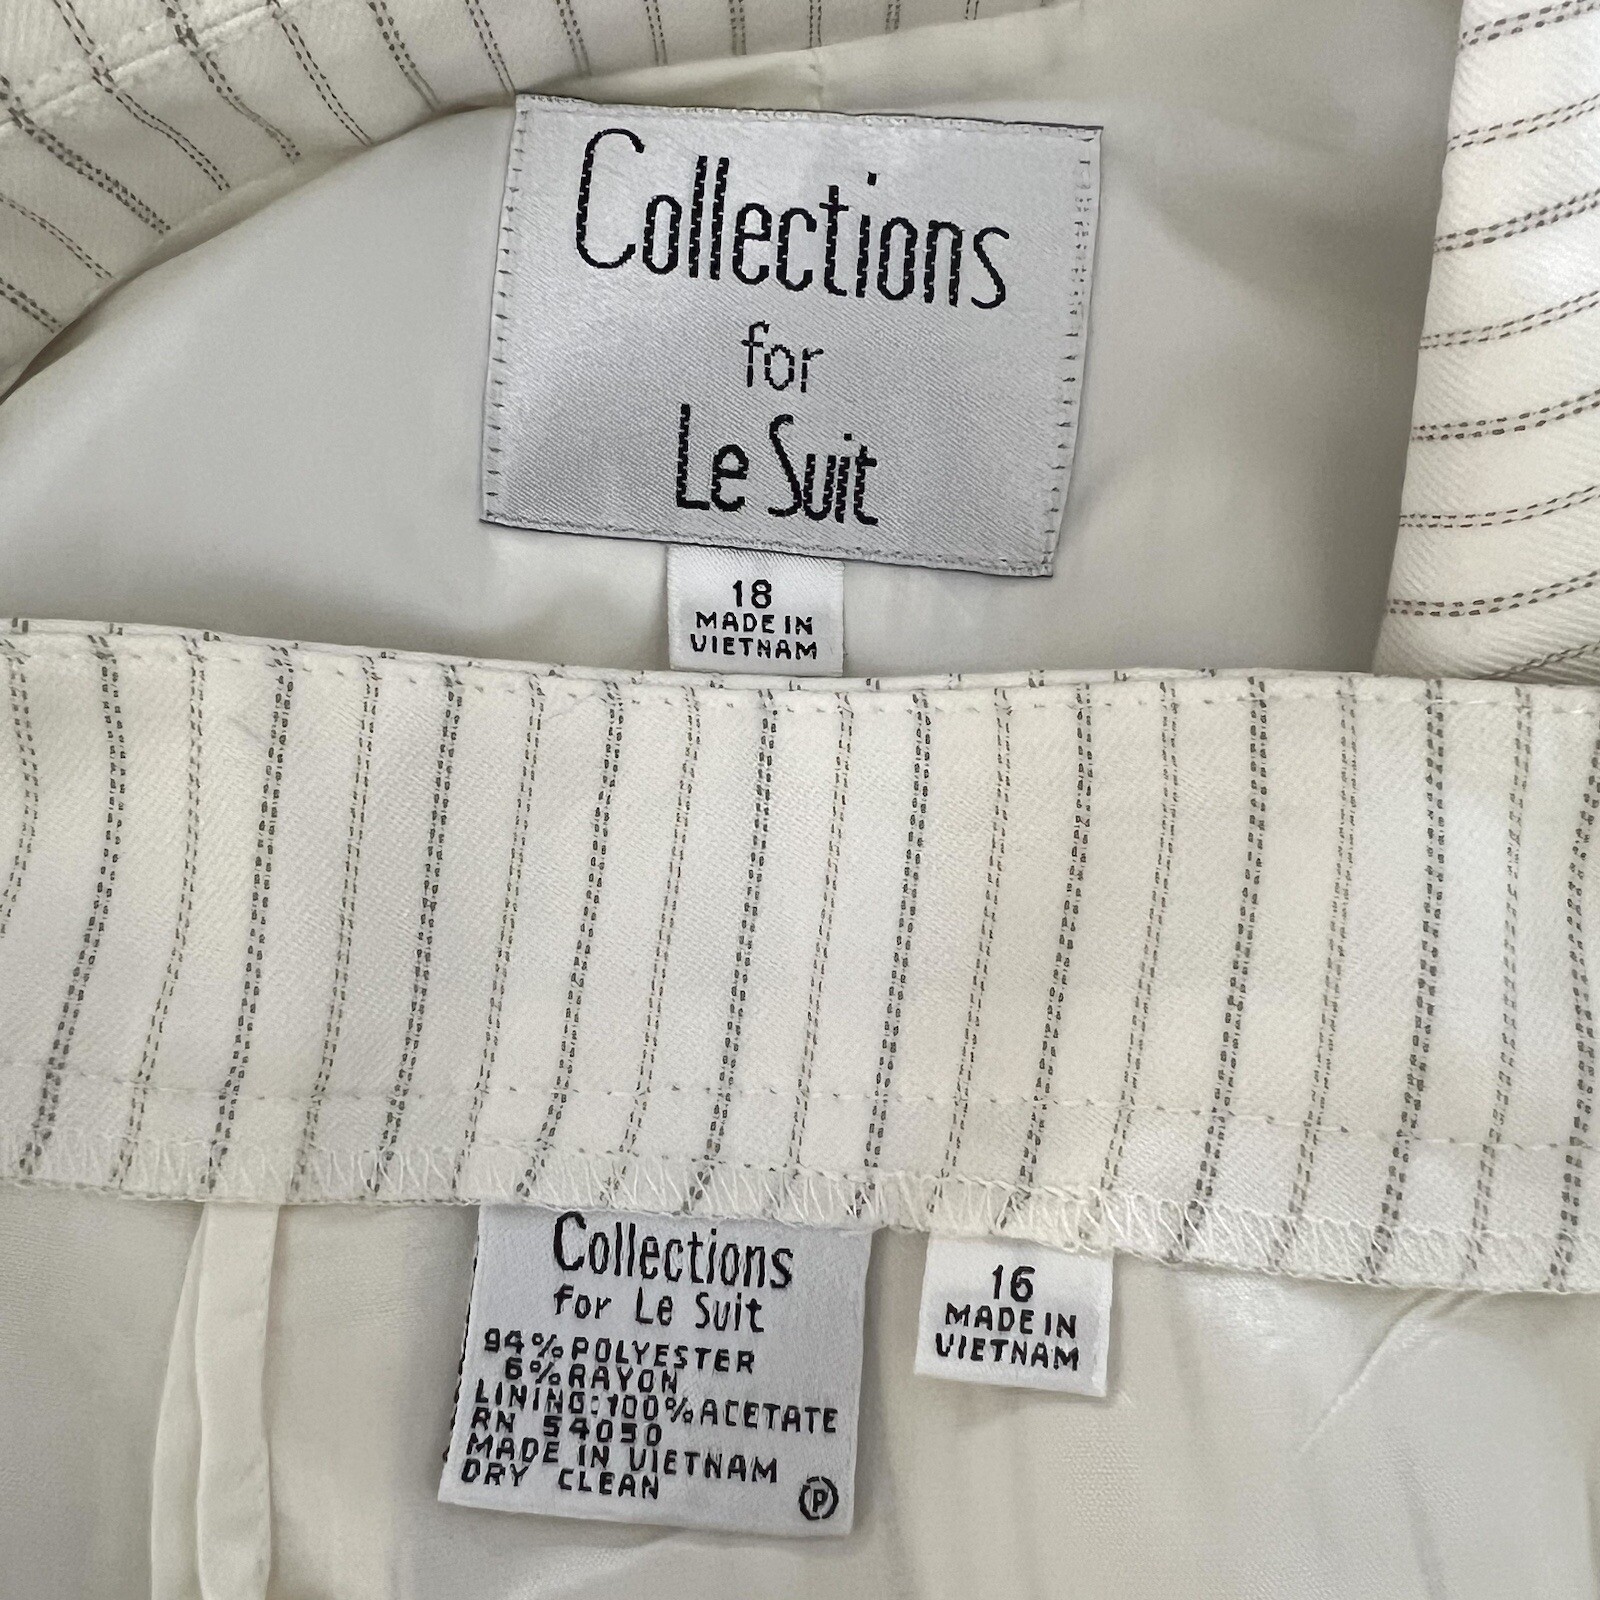 Collections
for
Le Suit
18
MADE IN
VIETNAM
Collections
for Le Suit
94% POLYESTER
6% RAYON
LINING:100% ACETATE
RN 54050
MADE IN VIETNAM
DRY CLEAN
P
16
MADE IN
VIETNAM